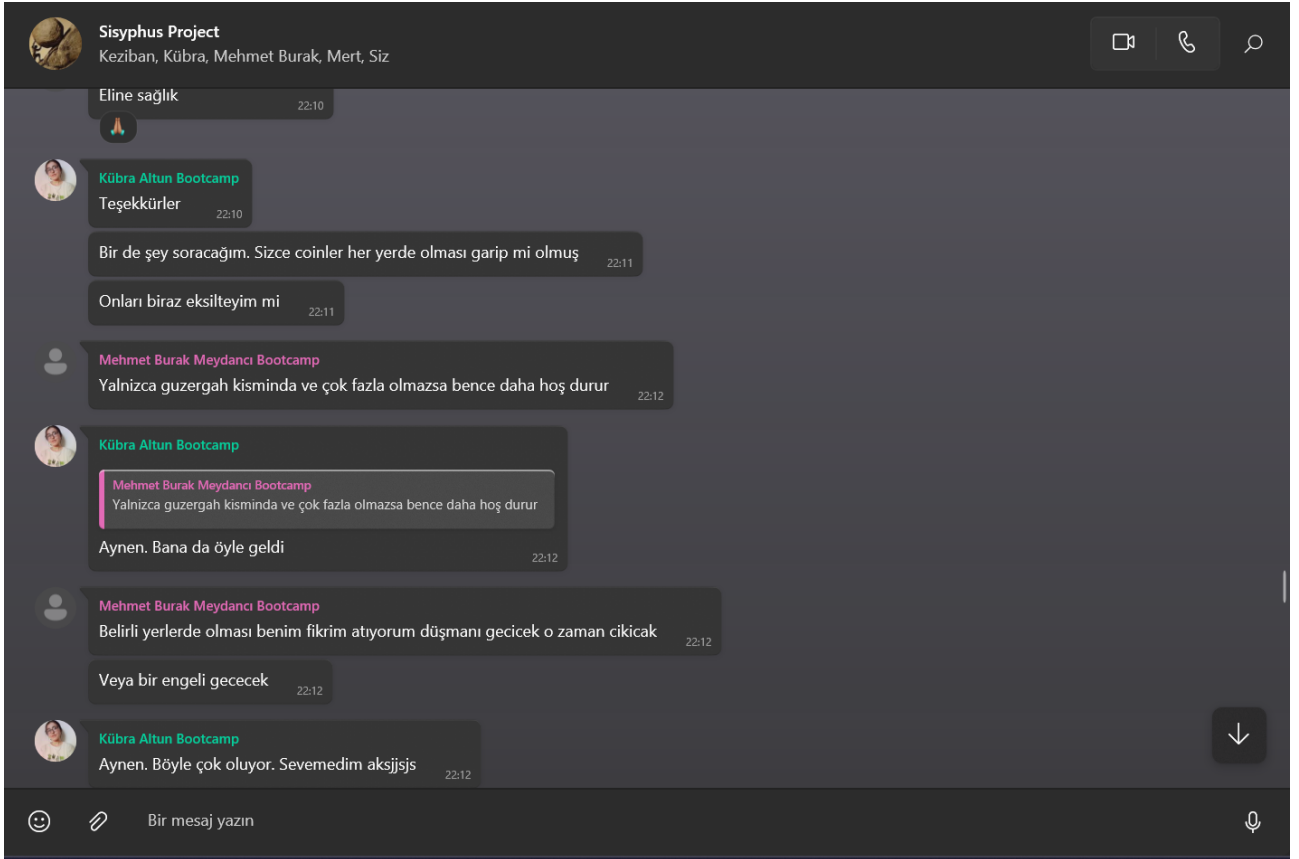 Sisyphus Project
Keziban, Kübra, Mehmet Burak, Mert, Siz
Eline sağlık
22:10
Kübra Altun Bootcamp
Teşekkürler
22:10
Bir de şey soracağım. Sizce coinler her yerde olması garip mi olmuş
22:11
Onları biraz eksilteyim mi
22:11
Mehmet Burak Meydancı Bootcamp
Yalnizca guzergah kisminda ve çok fazla olmazsa bence daha hoş durur
22:12
Kübra Altun Bootcamp
Mehmet Burak Meydancı Bootcamp
Yalnizca guzergah kisminda ve çok fazla olmazsa bence daha hoş durur
Aynen. Bana da öyle geldi
22:12
Mehmet Burak Meydancı Bootcamp
Belirli yerlerde olması benim fikrim atıyorum düşmanı gecicek o zaman cikicak
22:12
Veya bir engeli gececek
22:12
Kübra Altun Bootcamp
Aynen. Böyle çok oluyor. Sevemedim aksjjsjs
22:12
Bir mesaj yazın